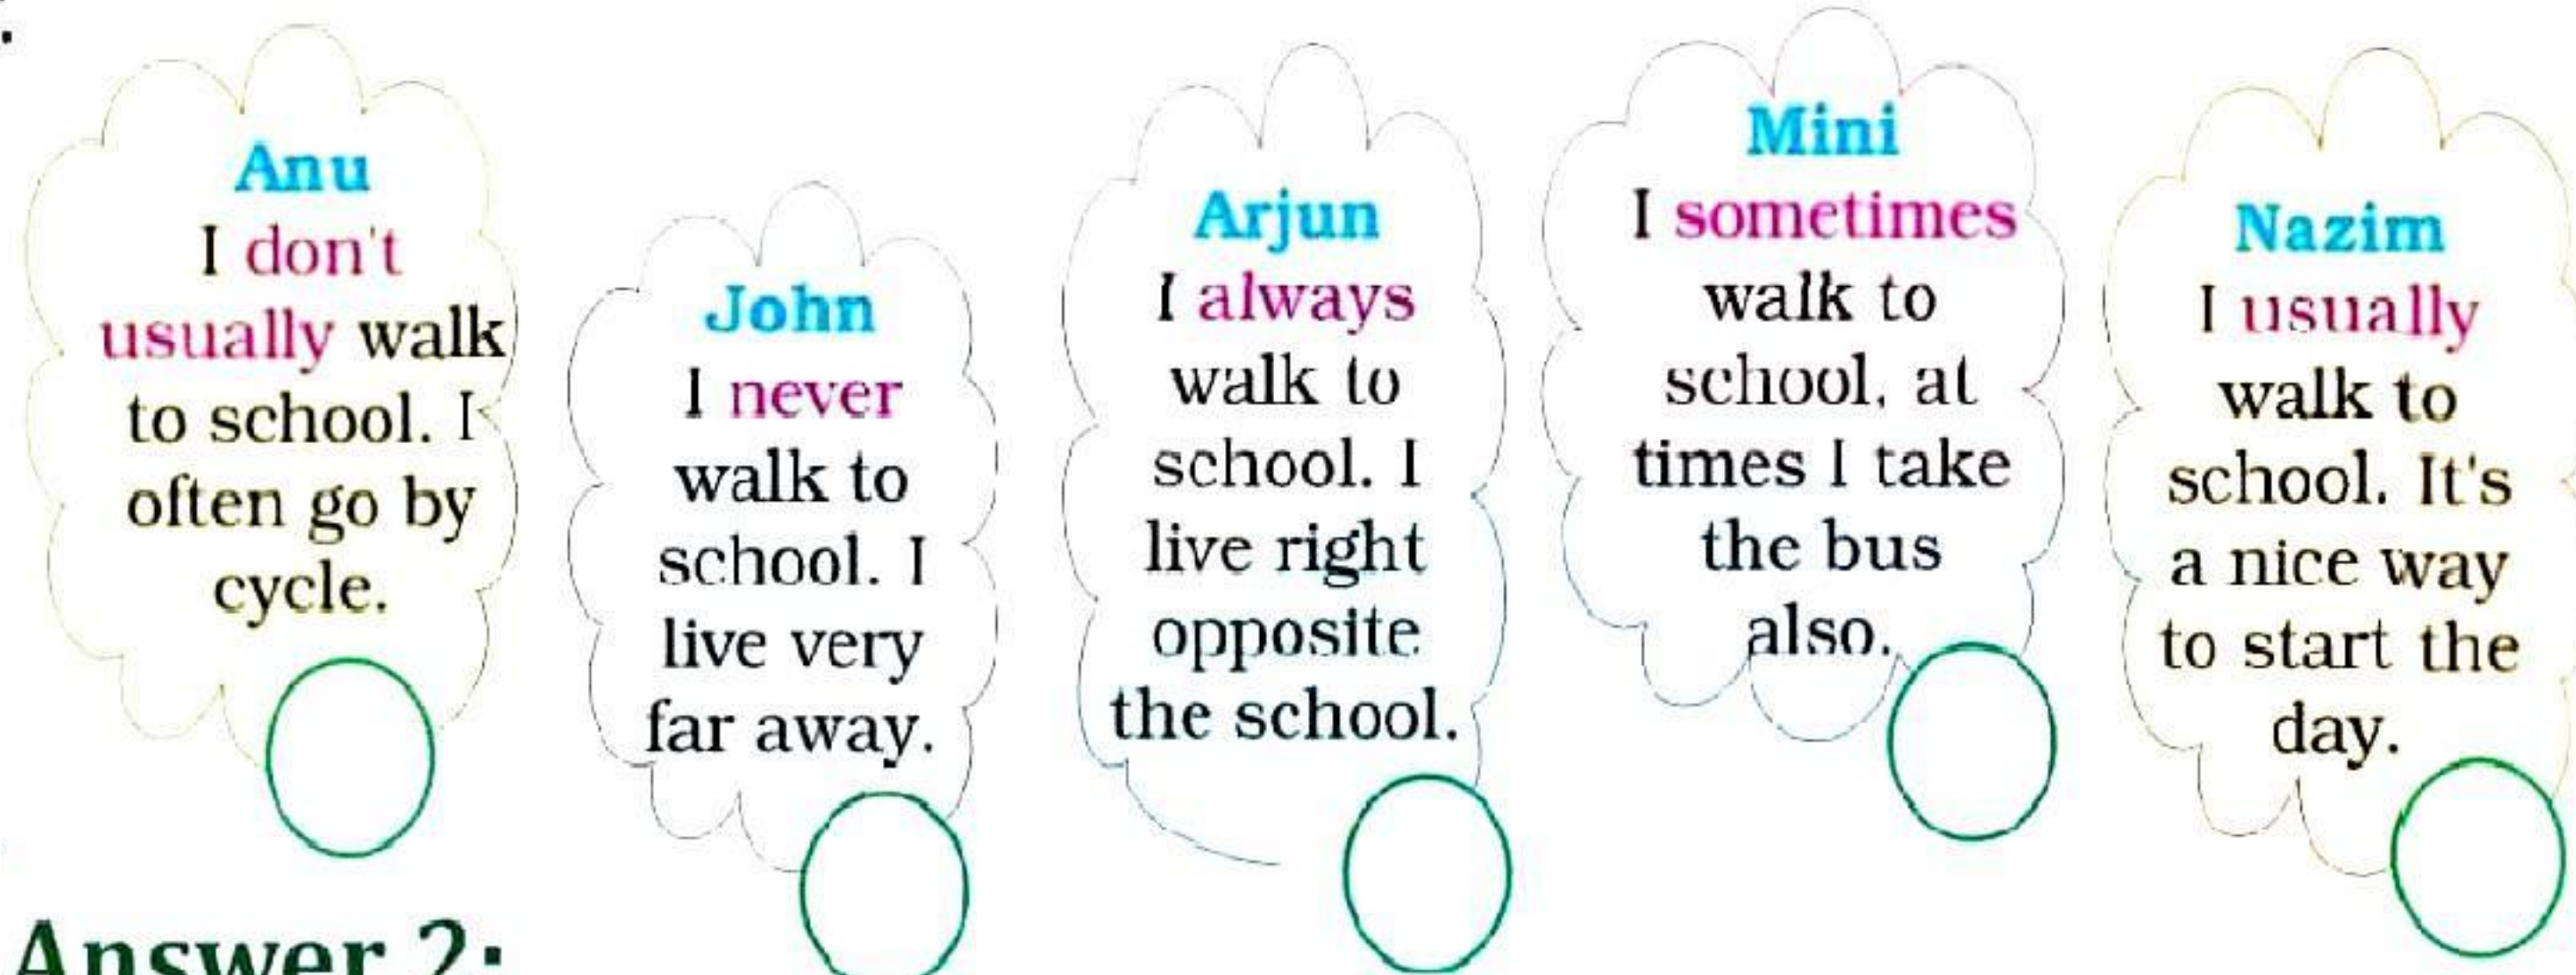 Anu
I don't
usually walk
to school. I
often go by
cycle.
John
I never
walk to
school. I
live very
far away.
Arjun
I always
walk to
school. I
live right
opposite
the school.
Mini
I sometimes
walk to
school, at
times I take
the bus
also.
Nazim
I usually
walk to
school. It's
a nice way
to start the
day.
Answer 2: